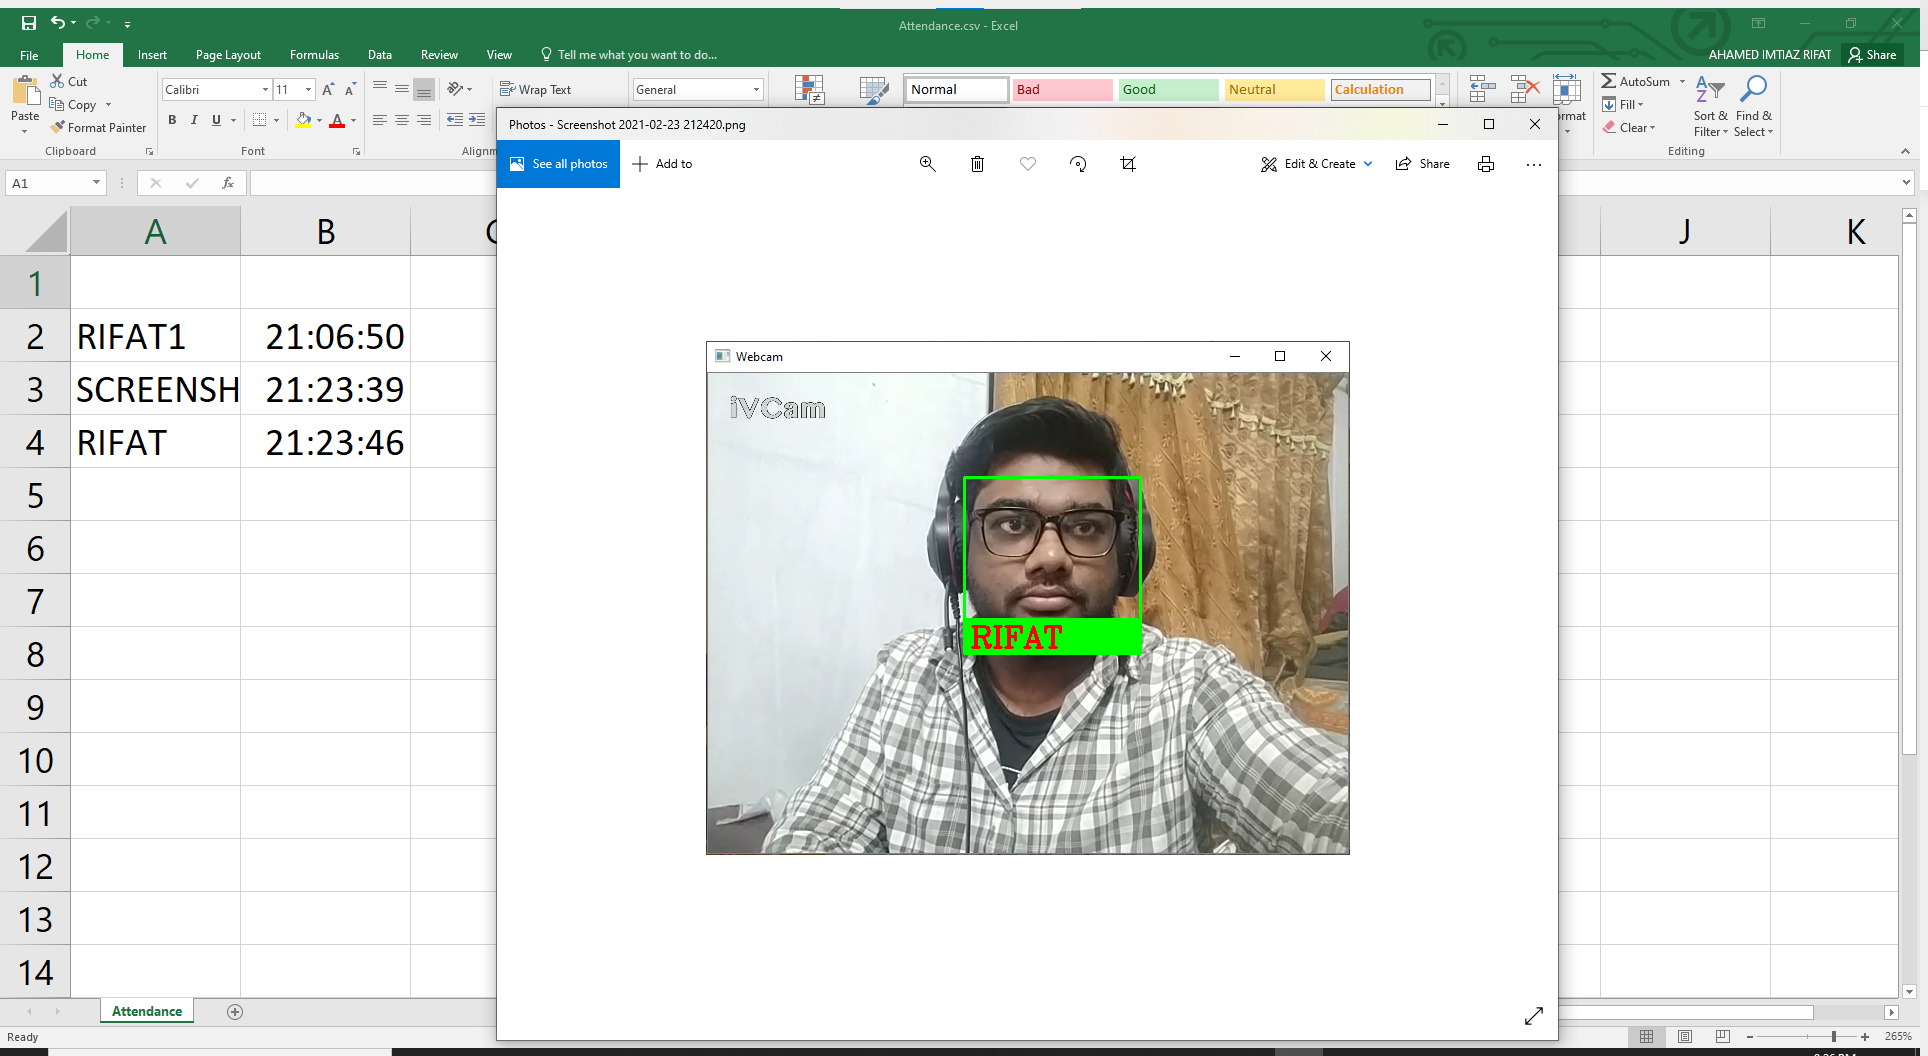 Attendance.csv - Excel
File Home Insert Page Layout Formulas Data Review View Tell me what you want to do... AHAMED IMTIAZ RIFAT Share
Paste
Cut
Copy
Format Painter
Clipboard
Calibri 11
B I U
Font
Wrap Text
Alignm
General
Normal Bad Good Neutral Calculation
rmat
AutoSum
Fill
Clear
Sort & Filter
Find & Select
Editing
A1 fx
Photos - Screenshot 2021-02-23 212420.png
See all photos Add to Edit & Create Share
A B J K
1
2 RIFAT1 21:06:50
3 SCREENSH 21:23:39
4 RIFAT 21:23:46
5
6
7
8
9
10
11
12
13
14
Webcam
iVCam
RIFAT
Attendance
Ready 265%